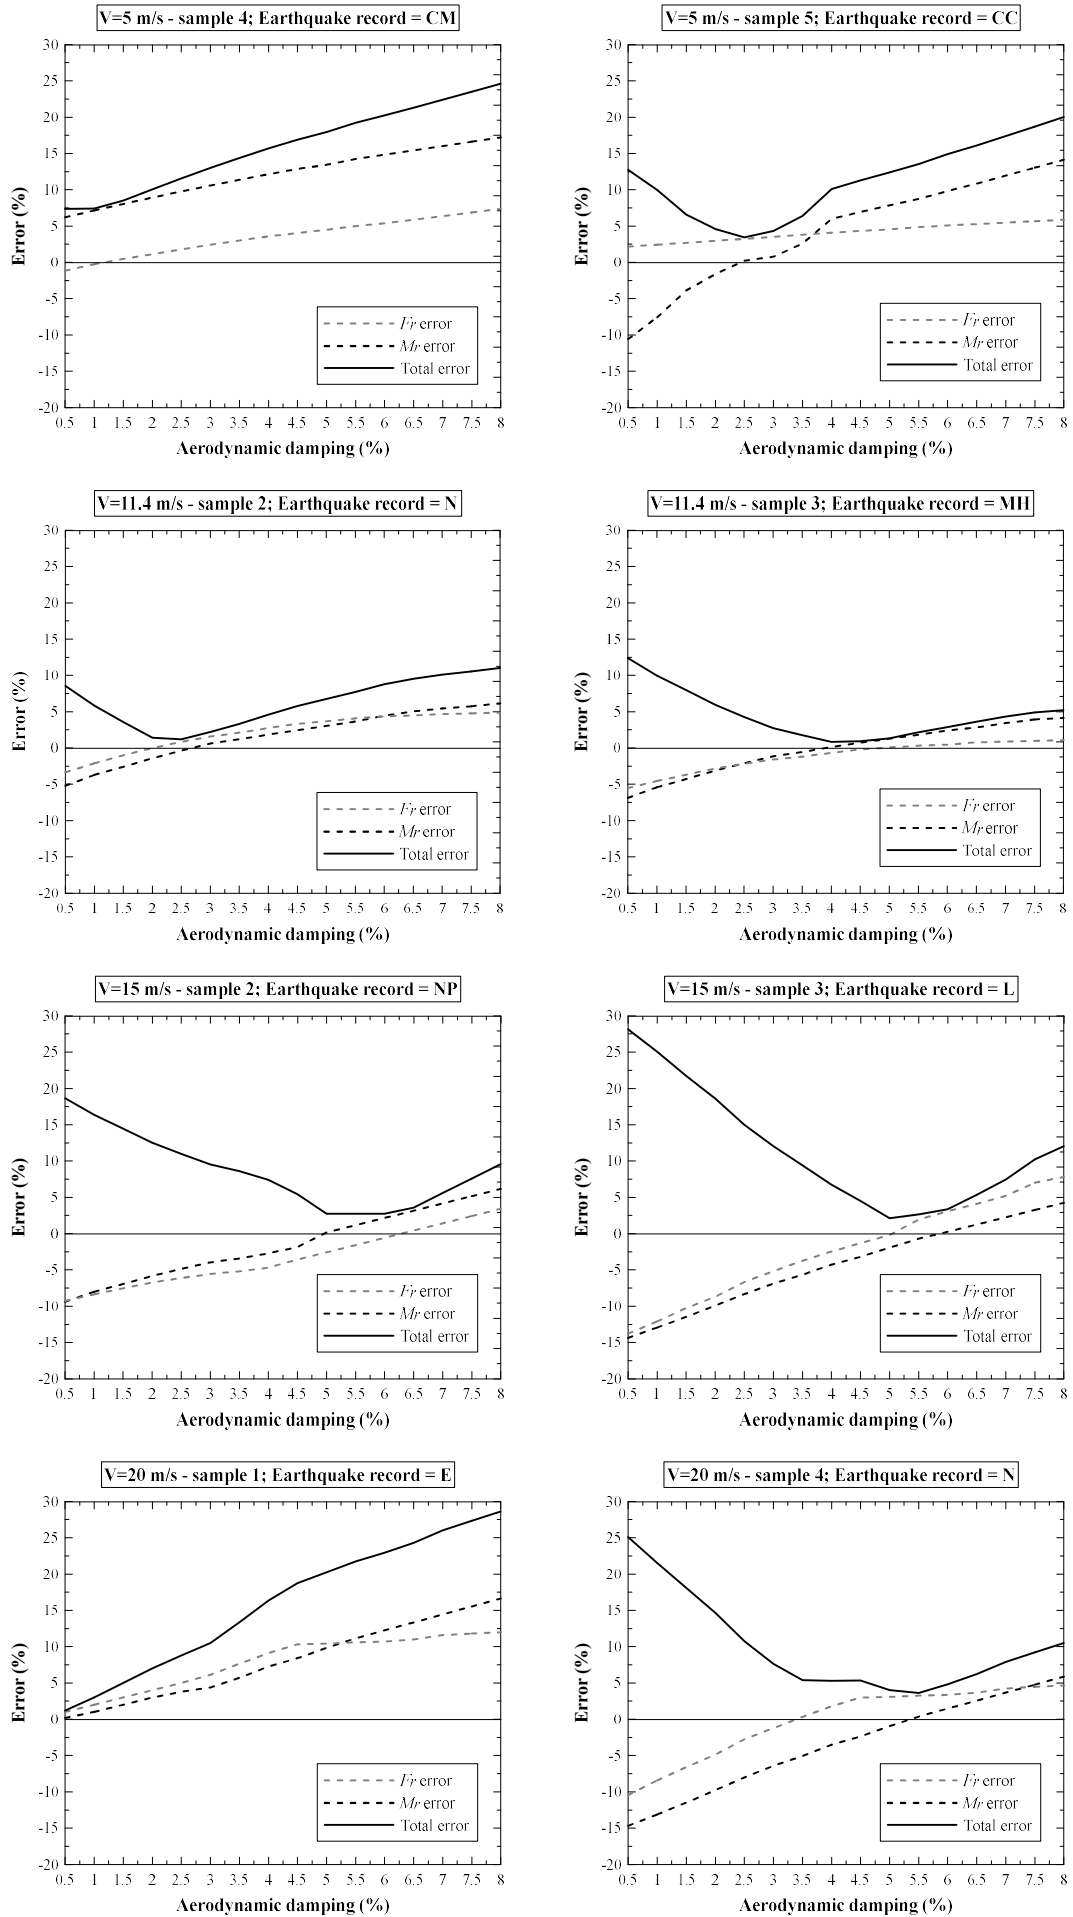 V=5 m/s - sample 4; Earthquake record = CM
30
25
20
15
10
5
0
-5
-10
-15
-20
Error (%)
Fr error
Mr error
Total error
0.5 1 1.5 2 2.5 3 3.5 4 4.5 5 5.5 6 6.5 7 7.5 8
Aerodynamic damping (%)
V=5 m/s - sample 5; Earthquake record = CC
30
25
20
15
10
5
0
-5
-10
-15
-20
Error (%)
Fr error
Mr error
Total error
0.5 1 1.5 2 2.5 3 3.5 4 4.5 5 5.5 6 6.5 7 7.5 8
Aerodynamic damping (%)
V=11.4 m/s - sample 2; Earthquake record = N
30
25
20
15
10
5
0
-5
-10
-15
-20
Error (%)
Fr error
Mr error
Total error
0.5 1 1.5 2 2.5 3 3.5 4 4.5 5 5.5 6 6.5 7 7.5 8
Aerodynamic damping (%)
V=11.4 m/s - sample 3; Earthquake record = MH
30
25
20
15
10
5
0
-5
-10
-15
-20
Error (%)
Fr error
Mr error
Total error
0.5 1 1.5 2 2.5 3 3.5 4 4.5 5 5.5 6 6.5 7 7.5 8
Aerodynamic damping (%)
V=15 m/s - sample 2; Earthquake record = NP
30
25
20
15
10
5
0
-5
-10
-15
-20
Error (%)
Fr error
Mr error
Total error
0.5 1 1.5 2 2.5 3 3.5 4 4.5 5 5.5 6 6.5 7 7.5 8
Aerodynamic damping (%)
V=15 m/s - sample 3; Earthquake record = L
30
25
20
15
10
5
0
-5
-10
-15
-20
Error (%)
Fr error
Mr error
Total error
0.5 1 1.5 2 2.5 3 3.5 4 4.5 5 5.5 6 6.5 7 7.5 8
Aerodynamic damping (%)
V=20 m/s - sample 1; Earthquake record = E
30
25
20
15
10
5
0
-5
-10
-15
-20
Error (%)
Fr error
Mr error
Total error
0.5 1 1.5 2 2.5 3 3.5 4 4.5 5 5.5 6 6.5 7 7.5 8
Aerodynamic damping (%)
V=20 m/s - sample 4; Earthquake record = N
30
25
20
15
10
5
0
-5
-10
-15
-20
Error (%)
Fr error
Mr error
Total error
0.5 1 1.5 2 2.5 3 3.5 4 4.5 5 5.5 6 6.5 7 7.5 8
Aerodynamic damping (%)